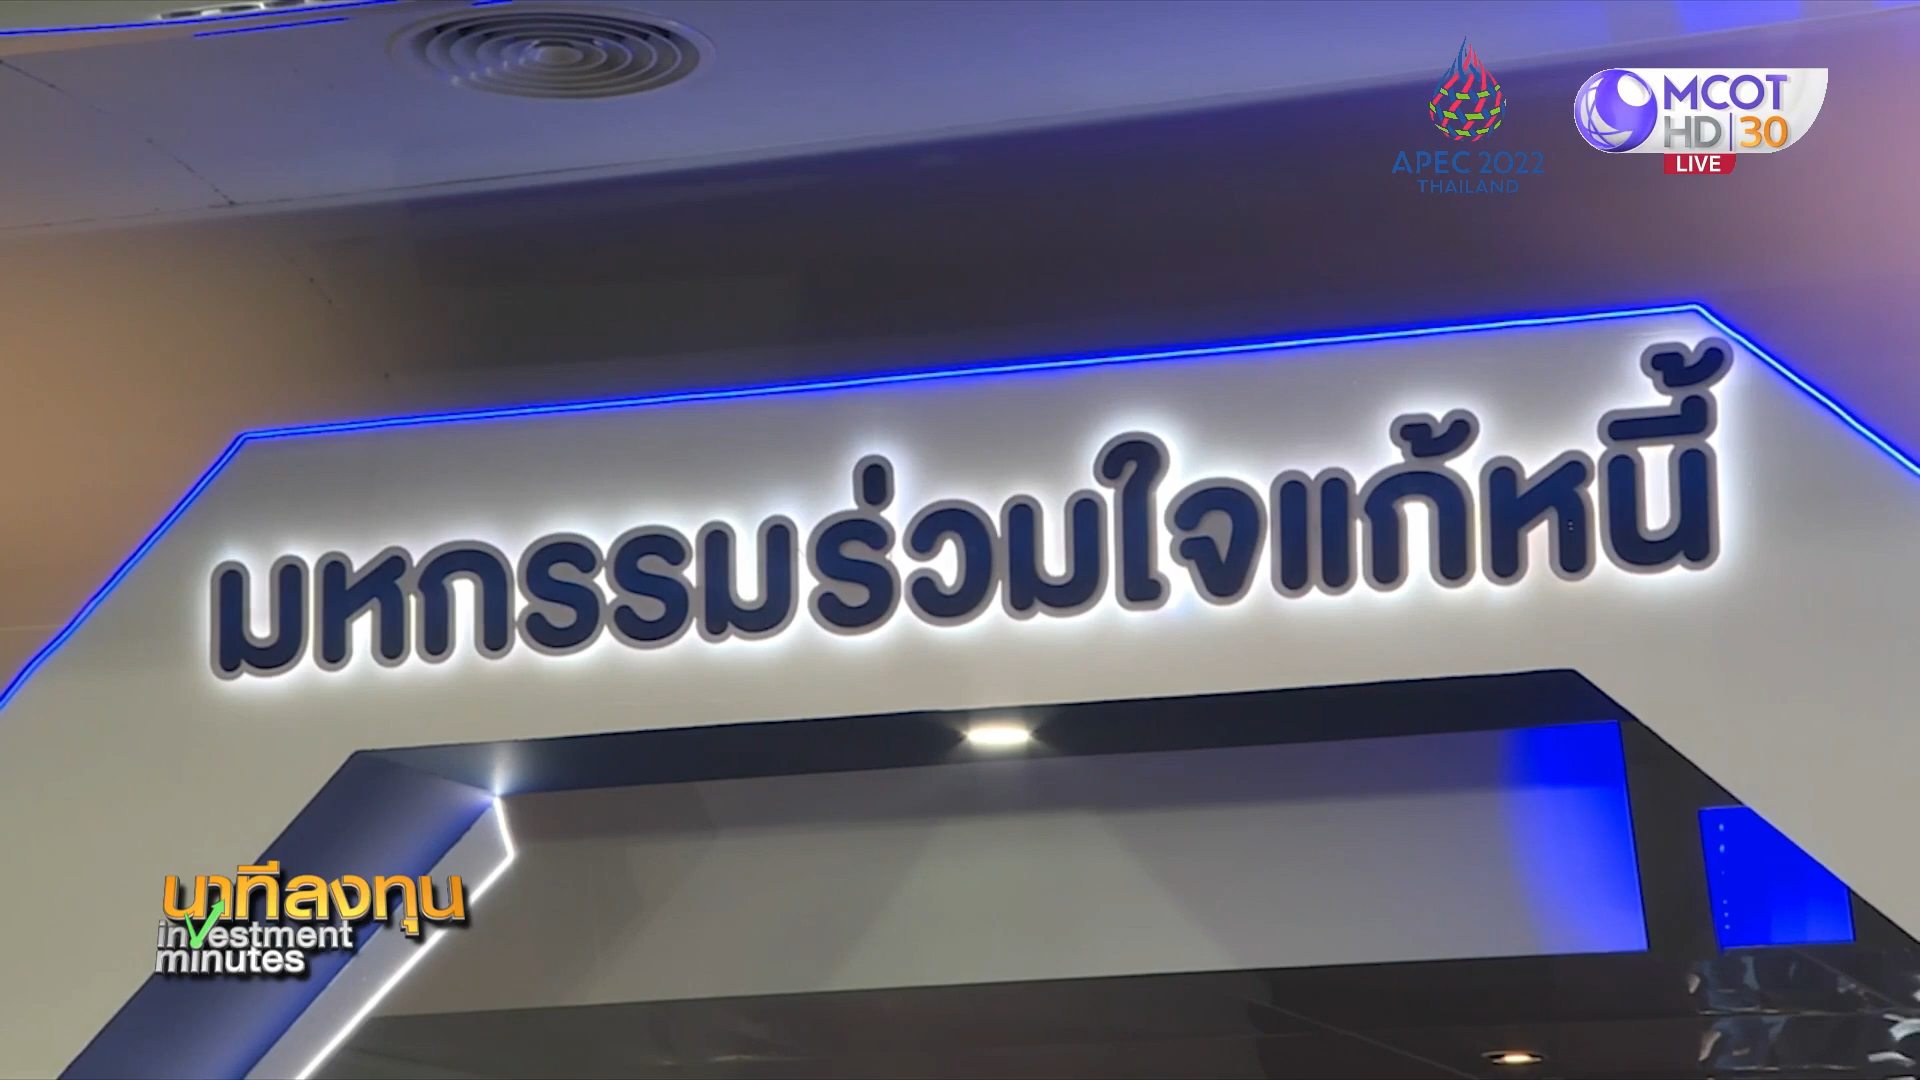 APEC 2022
THAILAND
MCOT
HD 30
LIVE
มหกรรมร่วมใจแก้หนี้
นาทีลงทุน
investment
minutes